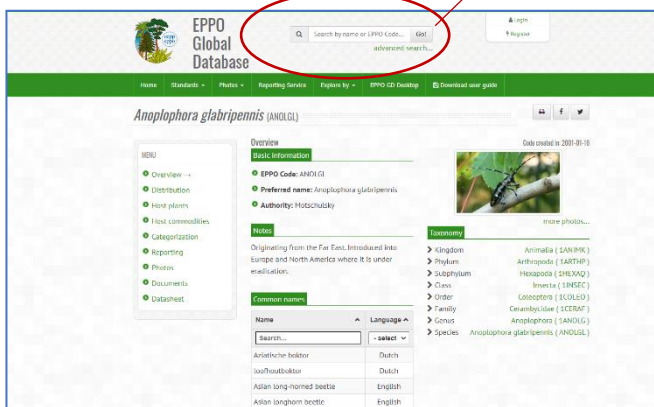 EPPO
Global
Database
Search by name or EPPO Code... Go!
advanced search...
Login
Register
Home Standards Photos Reporting Service Explore by EPPO GD Desktop Download user guide
Anoplophora glabripennis (ANOLGL)
MENU
Overview
Distribution
Host plants
Host commodities
Categorization
Reporting
Photos
Documents
Datasheet
Overview
Basic information
EPPO Code: ANOLGL
Preferred name: Anoplophora glabripennis
Authority: Motschulsky
Notes
Originating from the Far East. Introduced into
Europe and North America where it is under
eradication.
Common names
Name Language
Search... - select
Aziatische boktor Dutch
loofhoutboktor Dutch
Asian long-horned beetle English
Asian longhorn beetle English
Code created in: 2001-01-10
more photos...
Taxonomy
Kingdom Animalia ( 1ANIMK )
Phylum Arthropoda ( 1ARTHP )
Subphylum Hexapoda ( 1HEXAQ )
Class Insecta ( 1INSEC )
Order Coleoptera ( 1COLEO )
Family Cerambycidae ( 1CERAF )
Genus Anoplophora ( 1ANOLG )
Species Anoplophora glabripennis ( ANOLGL )